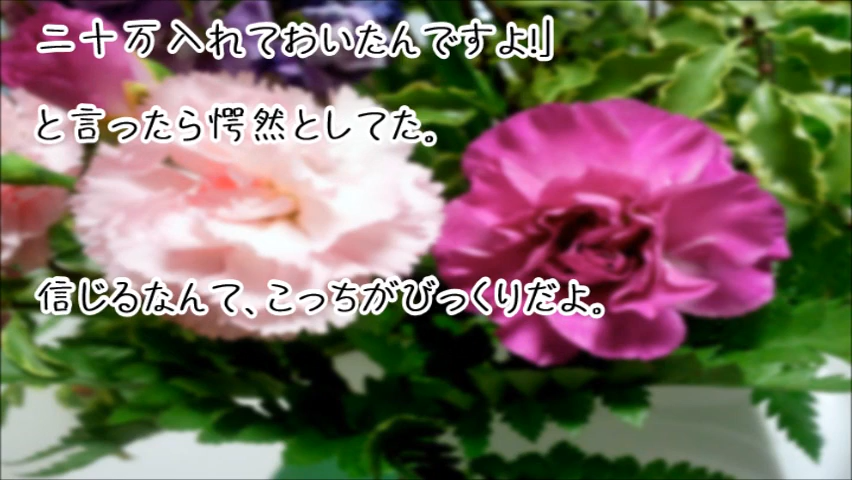 二十万入れておいたんですよ!」
と言ったら愕然としてた。
信じるなんて、こっちがびっくりだよ。